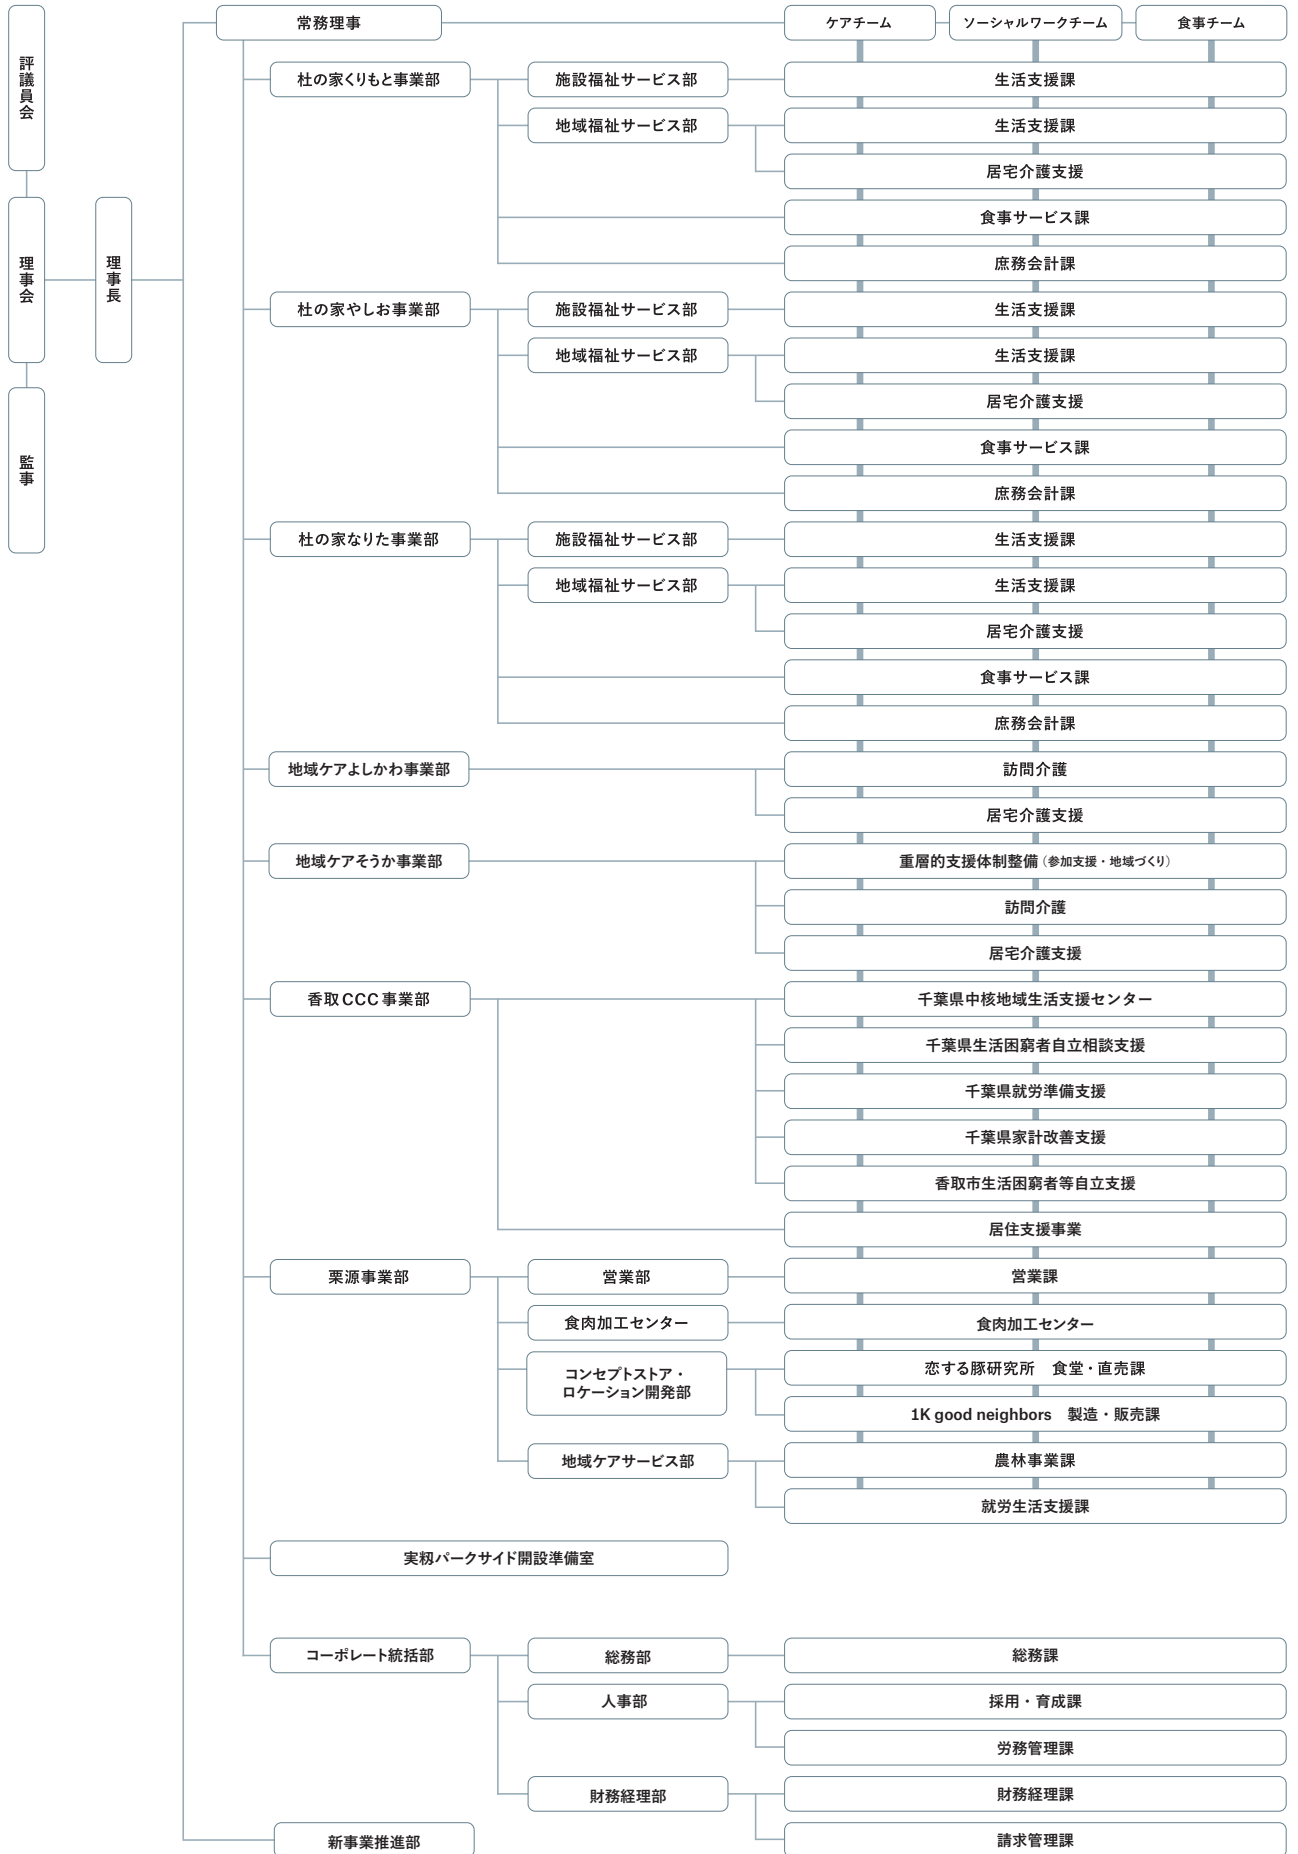 評議員会
理事会
監事
理事長
常務理事
ケアチーム
ソーシャルワークチーム
食事チーム
杜の家くりもと事業部
施設福祉サービス部
生活支援課
地域福祉サービス部
生活支援課
居宅介護支援
食事サービス課
庶務会計課
杜の家やしお事業部
施設福祉サービス部
生活支援課
地域福祉サービス部
生活支援課
居宅介護支援
食事サービス課
庶務会計課
杜の家なりた事業部
施設福祉サービス部
生活支援課
地域福祉サービス部
生活支援課
居宅介護支援
食事サービス課
庶務会計課
地域ケアよしかわ事業部
訪問介護
居宅介護支援
地域ケアそうか事業部
重層的支援体制整備（参加支援・地域づくり）
訪問介護
居宅介護支援
香取CCC事業部
千葉県中核地域生活支援センター
千葉県生活困窮者自立相談支援
千葉県就労準備支援
千葉県家計改善支援
香取市生活困窮者等自立支援
居住支援事業
栗源事業部
営業部
営業課
食肉加工センター
食肉加工センター
コンセプトストア・
ロケーション開発部
恋する豚研究所　食堂・直売課
1K good neighbors　製造・販売課
地域ケアサービス部
農林事業課
就労生活支援課
実籾パークサイド開設準備室
コーポレート統括部
総務部
総務課
人事部
採用・育成課
労務管理課
財務経理部
財務経理課
請求管理課
新事業推進部